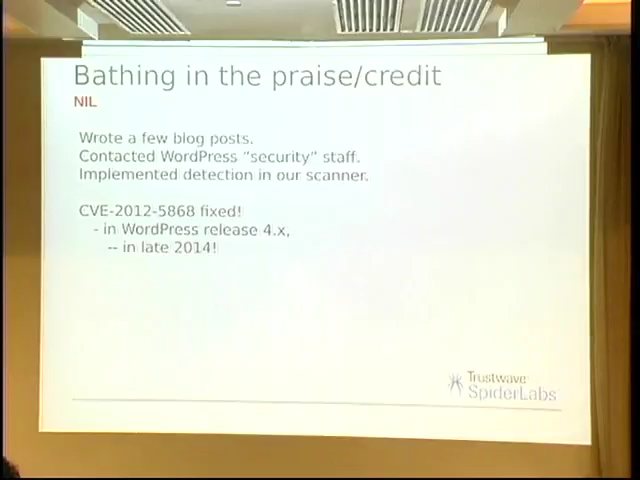 Bathing in the praise/credit
NIL
Wrote a few blog posts.
Contacted WordPress "security" staff.
Implemented detection in our scanner.
CVE-2012-5868 fixed!
- in WordPress release 4.x,
-- in late 2014!
Trustwave
SpiderLabs